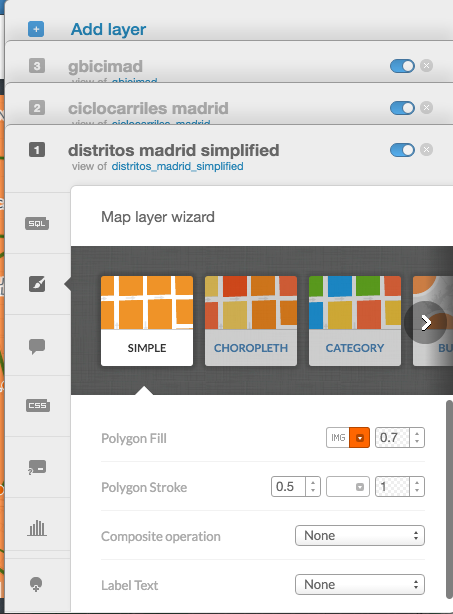 Add layer
3 gbicimad
view of gbicimad
2 ciclocarriles madrid
view of ciclocarriles_madrid
1 distritos madrid simplified
view of distritos_madrid_simplified
Map layer wizard
SQL
SIMPLE CHOROPLETH CATEGORY BU
CSS
Polygon Fill IMG 0.7
Polygon Stroke 0.5 1
Composite operation None
Label Text None